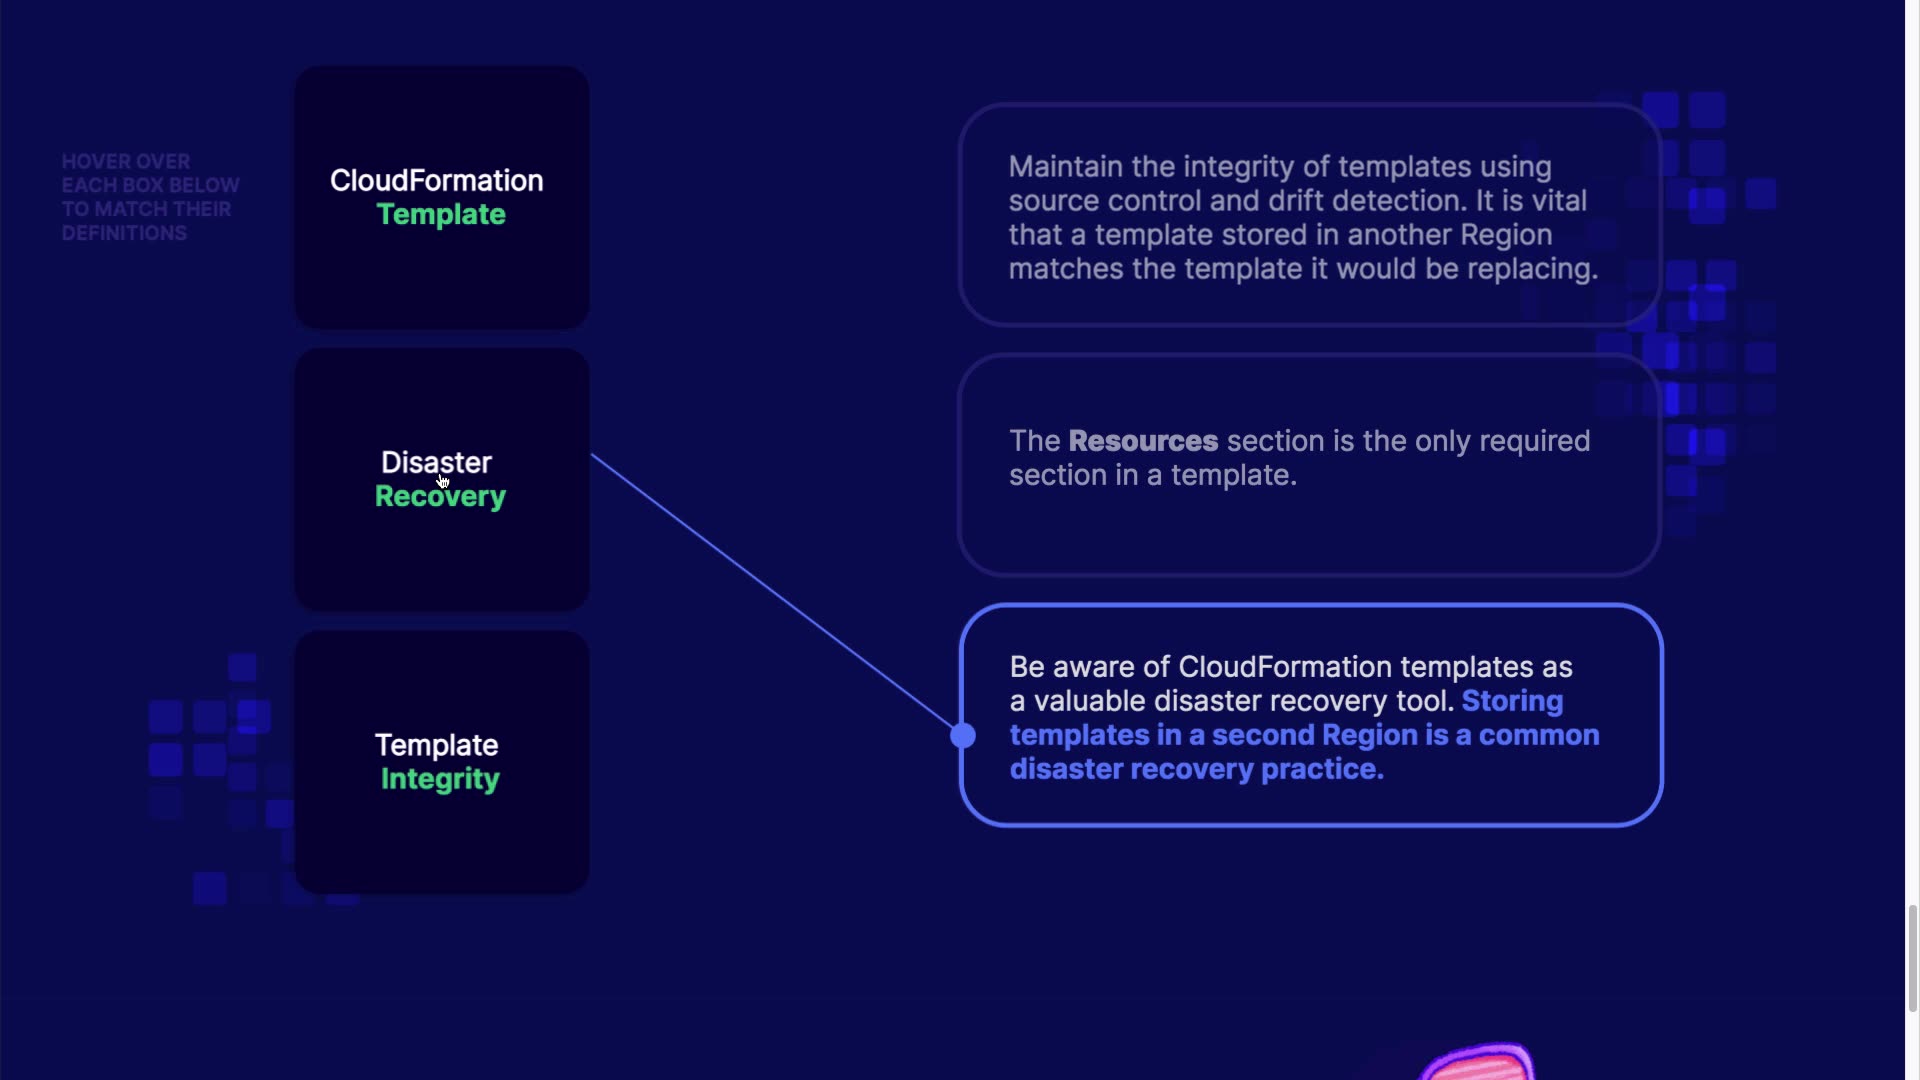 HOVER OVER
EACH BOX BELOW
TO MATCH THEIR
DEFINITIONS
CloudFormation
Template
Disaster
Recovery
Template
Integrity
Maintain the integrity of templates using
source control and drift detection. It is vital
that a template stored in another Region
matches the template it would be replacing.
The Resources section is the only required
section in a template.
Be aware of CloudFormation templates as
a valuable disaster recovery tool. Storing
templates in a second Region is a common
disaster recovery practice.